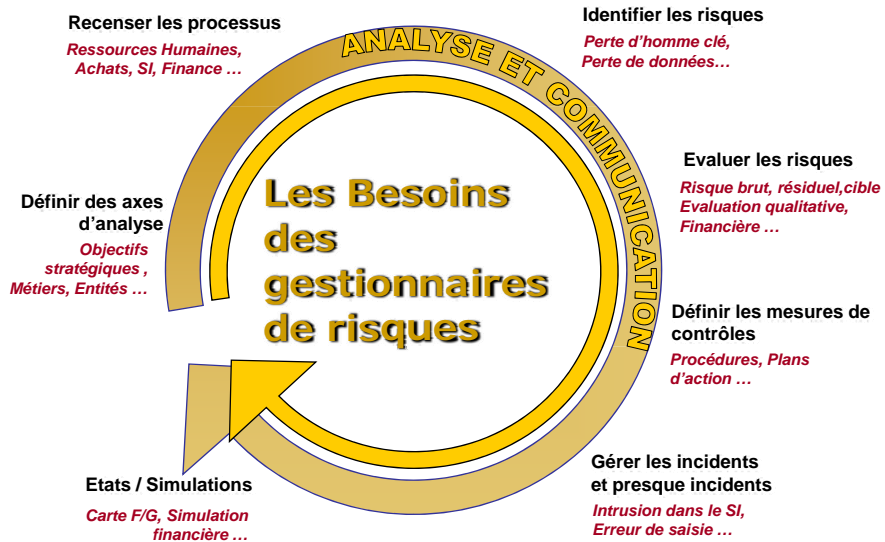 Recenser les processus
Ressources Humaines,
Achats, SI, Finance ...
Identifier les risques
Perte d'homme clé,
Perte de données...
ANALYSE ET COMMUNICATION
Evaluer les risques
Risque brut, résiduel,cible
Evaluation qualitative,
Financière ...
Définir des axes
d'analyse
Objectifs
stratégiques ,
Métiers, Entités ...
Les Besoins
des
gestionnaires
de risques
Définir les mesures de
contrôles
Procédures, Plans
d'action ...
Gérer les incidents
et presque incidents
Intrusion dans le SI,
Erreur de saisie ...
Etats / Simulations
Carte F/G, Simulation
financière ...